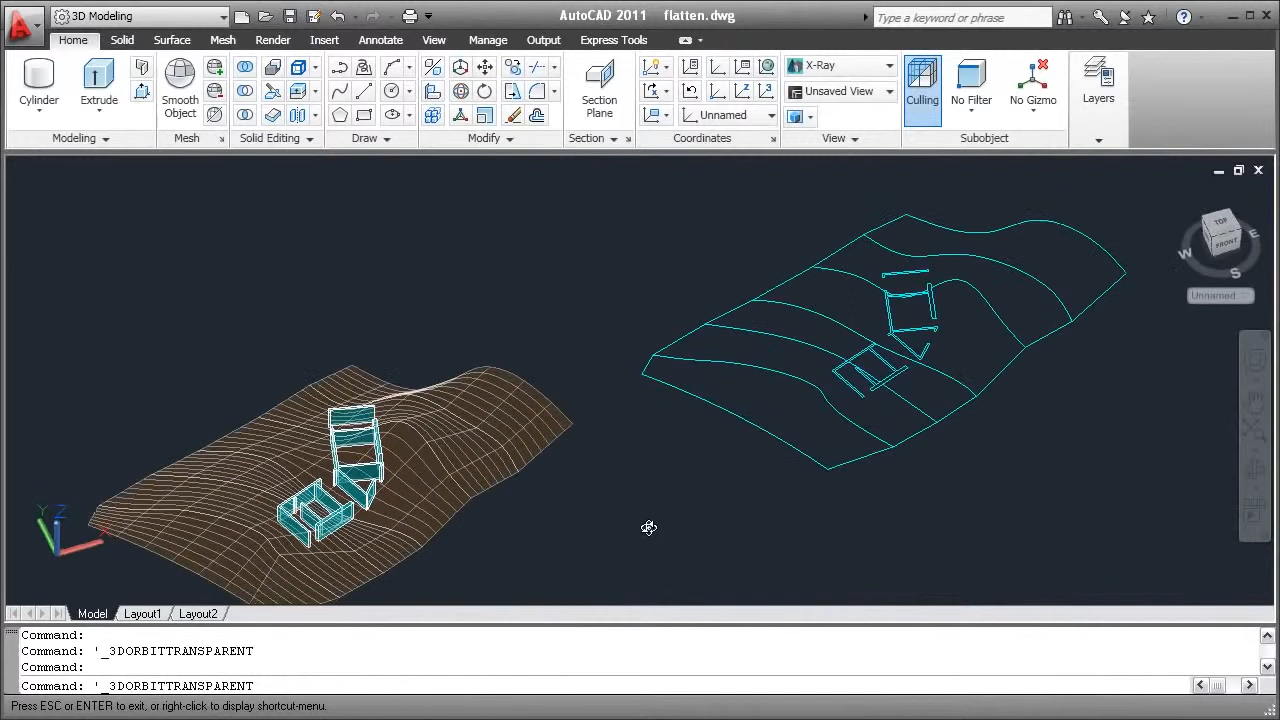 3D Modeling
AutoCAD 2011 flatten.dwg
Type a keyword or phrase
Home Solid Surface Mesh Render Insert Annotate View Manage Output Express Tools
X-Ray
Unsaved View
Unnamed
Cylinder Extrude
Smooth Object
Section Plane
Culling No Filter No Gizmo
Layers
Modeling Mesh Solid Editing Draw Modify Section Coordinates View Subobject
TOP
FRONT
W E
S
Unnamed
Y Z
X
Model Layout1 Layout2
Command:
Command: '_3DORBITTRANSPARENT
Command:
Command: '_3DORBITTRANSPARENT
Press ESC or ENTER to exit, or right-click to display shortcut-menu.